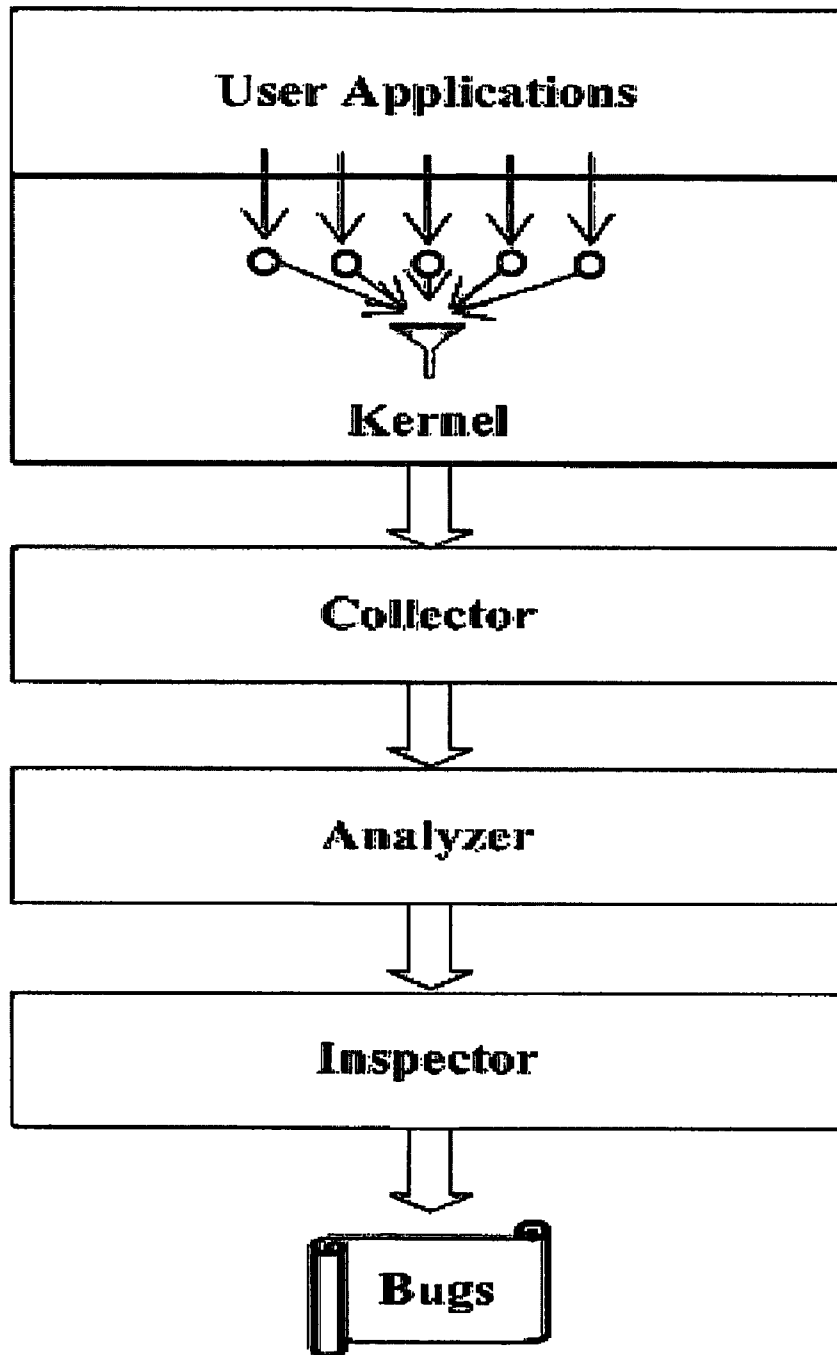 User Applications
Kernel
Collector
Analyzer
Inspector
Bugs